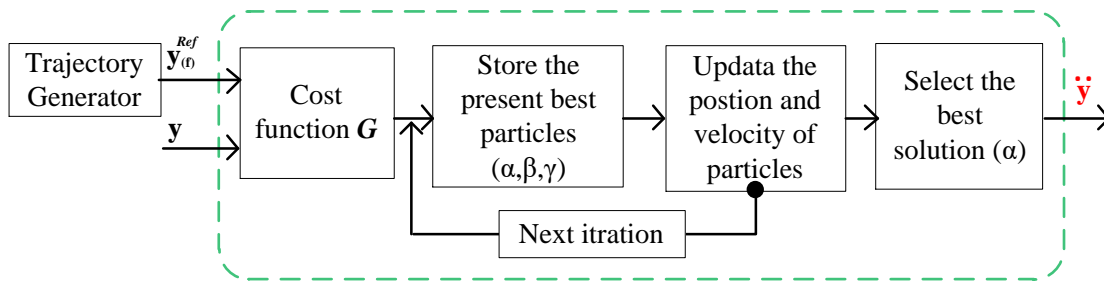 Trajectory
Generator
y(f)^Ref
y
Cost
function G
Store the
present best
particles
(α,β,γ)
Updata the
postion and
velocity of
particles
Select the
best
solution (α)
ÿ
Next itration